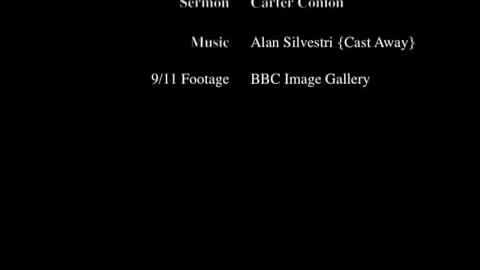 Sermon Carter Conlon
Music Alan Silvestri {Cast Away}
9/11 Footage BBC Image Gallery